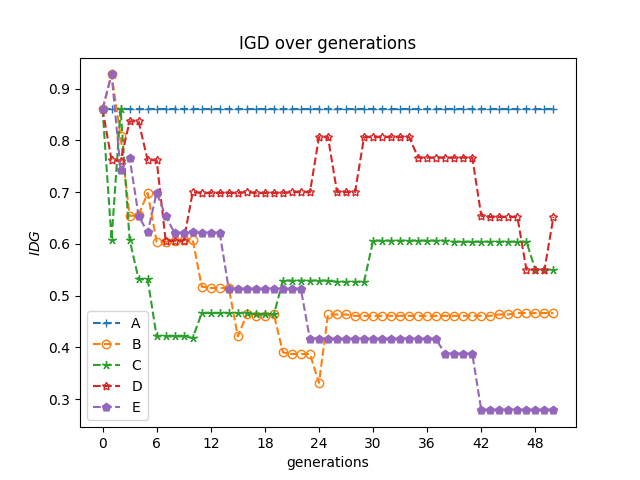 IGD over generations
IDG
0.9
0.8
0.7
0.6
0.5
0.4
0.3
A
B
C
D
E
0 6 12 18 24 30 36 42 48
generations